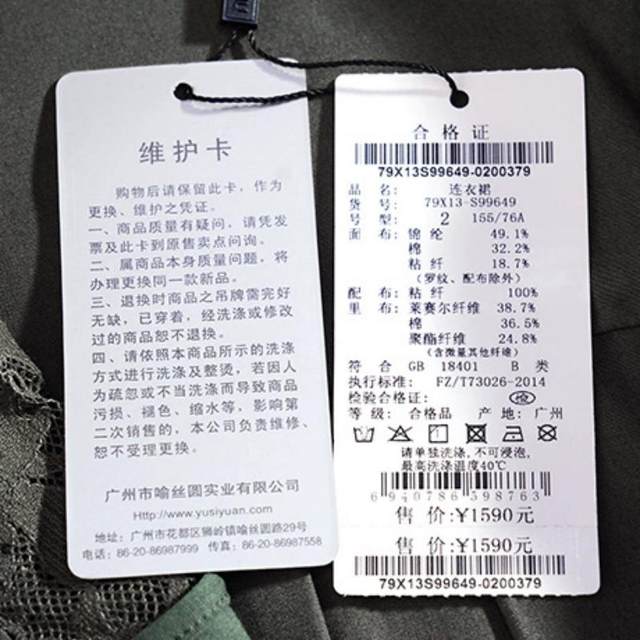 维护卡
购物后请保留此卡，作为
更换、维护之凭证。
一、商品质量有疑问，请凭发
票及此卡到原售卖点问询。
二、属商品本身质量问题，将
办理更换同一款新品。
三、退换时商品之吊牌需完好
无缺，已穿着，经洗涤或修改
过的商品恕不退换。
四、请依照本商品所示的洗涤
方式进行洗涤及整烫，若因人
为疏忽或不当洗涤而导致商品
污损、褪色、缩水等，影响第
二次销售的，本公司负责维修、
恕不受理更换。
广州市喻丝圆实业有限公司
Http://www.yusiyuan.com
地址：广州市花都区狮岭镇喻丝圆路29号
电话：86-20-86987999 传真：86-20-86987558
合格证
79X13S99649-0200379
品名： 连衣裙
货号： 79X13-S99649
号型： 2 155/76A
面布： 锦纶 49.1%
棉 32.2%
粘纤 18.7%
（罗纹、配布除外）
配布：粘纤 100%
里布：莱赛尔纤维 38.7%
棉 36.5%
聚酯纤维 24.8%
（含微量其他纤维）
符合 GB 18401 B 类
执行标准： FZ/T73026-2014
检验合格证： 检
等级：合格品 产地：广州
请单独洗涤,不可浸泡,
最高洗涤温度40℃
6940786598763
售价:¥1590元
售价:¥1590元
79X13S99649-0200379